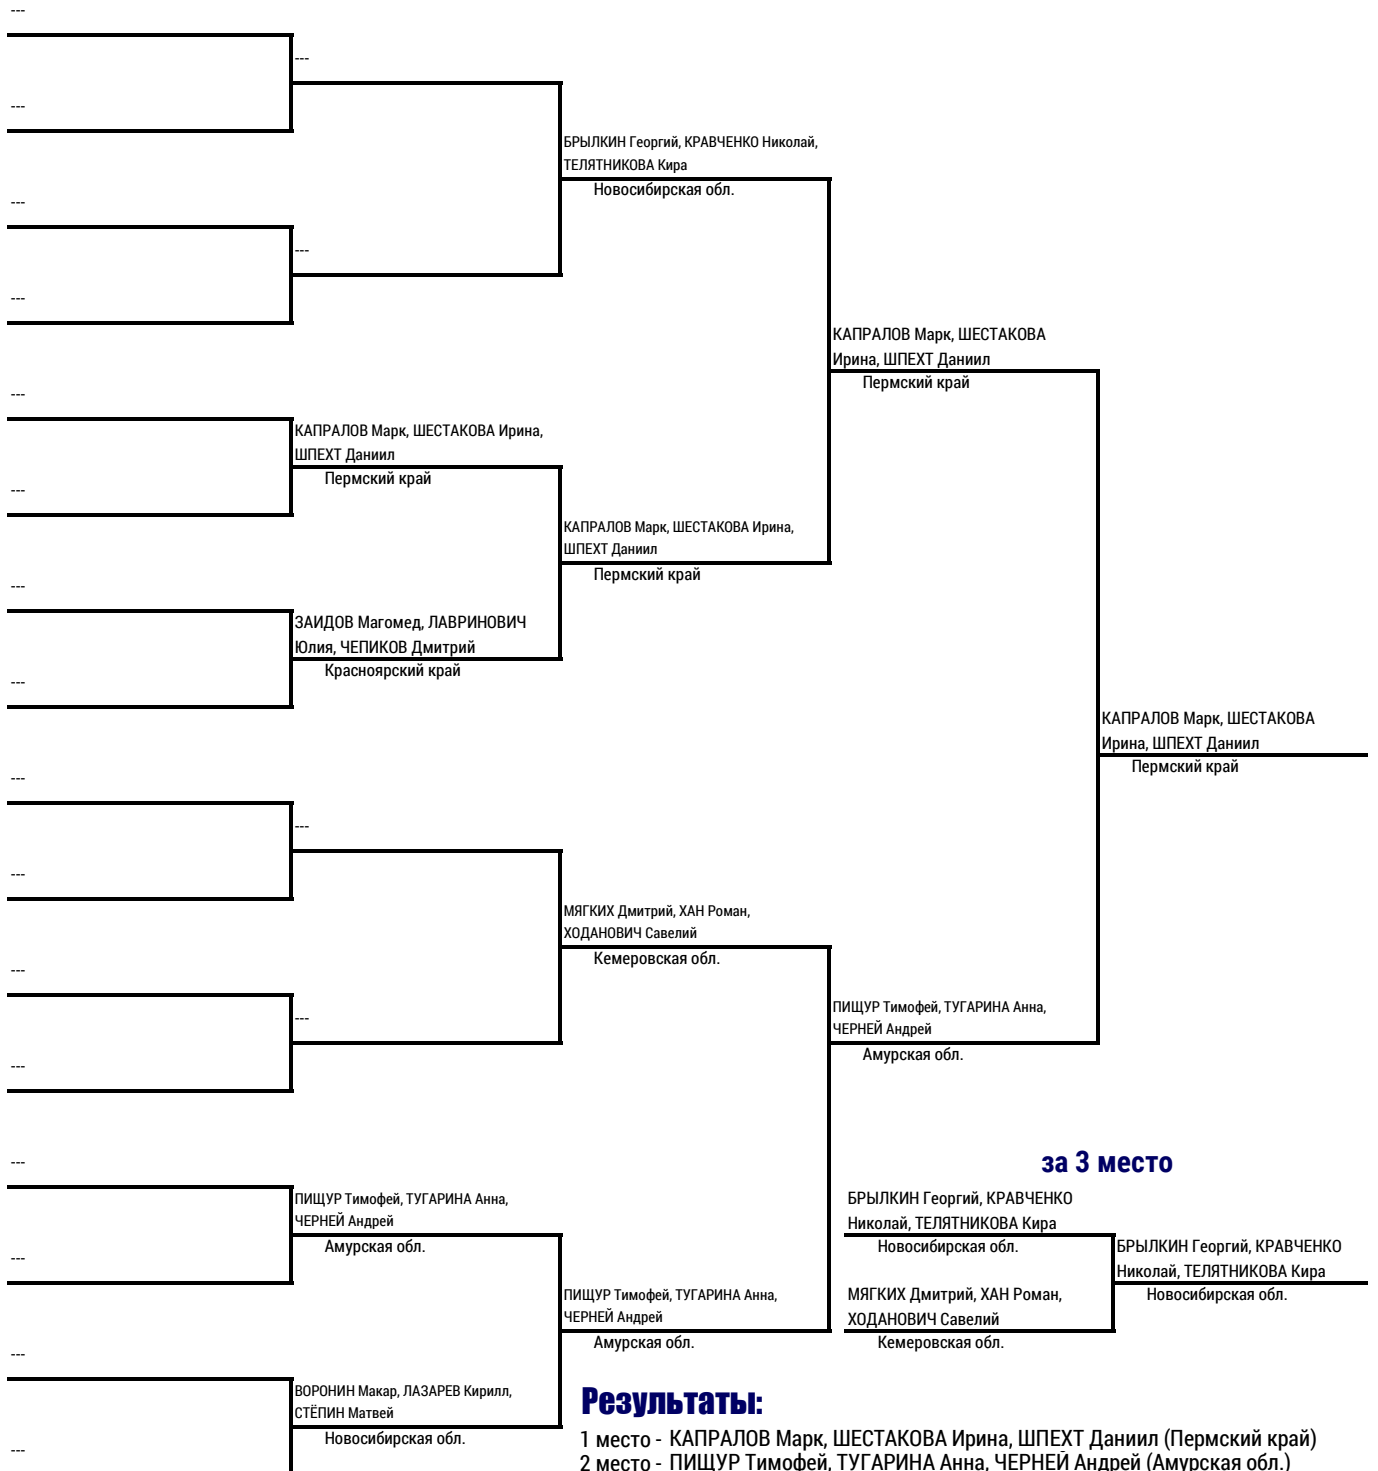 ---
---
---
БРЫЛКИН Георгий, КРАВЧЕНКО Николай,
ТЕЛЯТНИКОВА Кира
Новосибирская обл.
---
---
---
КАПРАЛОВ Марк, ШЕСТАКОВА
Ирина, ШПЕХТ Даниил
Пермский край
---
КАПРАЛОВ Марк, ШЕСТАКОВА Ирина,
ШПЕХТ Даниил
Пермский край
---
КАПРАЛОВ Марк, ШЕСТАКОВА Ирина,
ШПЕХТ Даниил
Пермский край
---
ЗАИДОВ Магомед, ЛАВРИНОВИЧ
Юлия, ЧЕПИКОВ Дмитрий
Красноярский край
---
КАПРАЛОВ Марк, ШЕСТАКОВА
Ирина, ШПЕХТ Даниил
Пермский край
---
---
---
МЯГКИХ Дмитрий, ХАН Роман,
ХОДАНОВИЧ Савелий
Кемеровская обл.
---
---
ПИЩУР Тимофей, ТУГАРИНА Анна,
ЧЕРНЕЙ Андрей
Амурская обл.
---
---
за 3 место
ПИЩУР Тимофей, ТУГАРИНА Анна,
ЧЕРНЕЙ Андрей
Амурская обл.
БРЫЛКИН Георгий, КРАВЧЕНКО
Николай, ТЕЛЯТНИКОВА Кира
Новосибирская обл.
БРЫЛКИН Георгий, КРАВЧЕНКО
Николай, ТЕЛЯТНИКОВА Кира
Новосибирская обл.
---
ПИЩУР Тимофей, ТУГАРИНА Анна,
ЧЕРНЕЙ Андрей
Амурская обл.
МЯГКИХ Дмитрий, ХАН Роман,
ХОДАНОВИЧ Савелий
Кемеровская обл.
---
ВОРОНИН Макар, ЛАЗАРЕВ Кирилл,
СТЁПИН Матвей
Новосибирская обл.
---
Результаты:
1 место - КАПРАЛОВ Марк, ШЕСТАКОВА Ирина, ШПЕХТ Даниил (Пермский край)
2 место - ПИЩУР Тимофей, ТУГАРИНА Анна, ЧЕРНЕЙ Андрей (Амурская обл.)